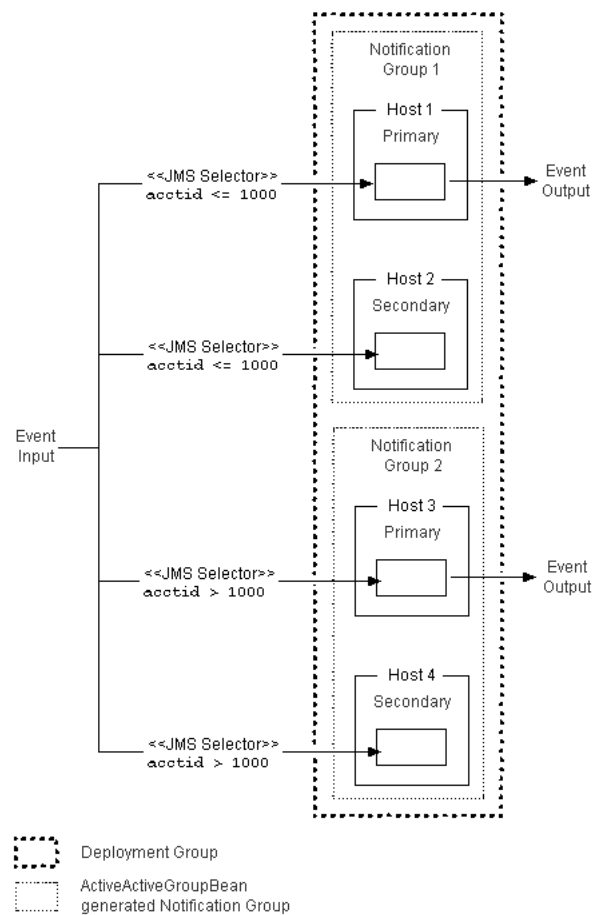 Notification
Group 1
Host 1
Primary
<<JMS Selector>>
acctid <= 1000
Event
Output
Host 2
Secondary
<<JMS Selector>>
acctid <= 1000
Event
Input
Notification
Group 2
Host 3
Primary
<<JMS Selector>>
acctid > 1000
Event
Output
Host 4
Secondary
<<JMS Selector>>
acctid > 1000
Deployment Group
ActiveActiveGroupBean
generated Notification Group